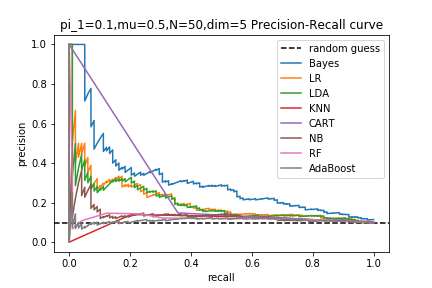 pi_1=0.1,mu=0.5,N=50,dim=5 Precision-Recall curve
1.0
0.8
0.6
0.4
0.2
0.0
precision
random guess
Bayes
LR
LDA
KNN
CART
NB
RF
AdaBoost
0.0 0.2 0.4 0.6 0.8 1.0
recall